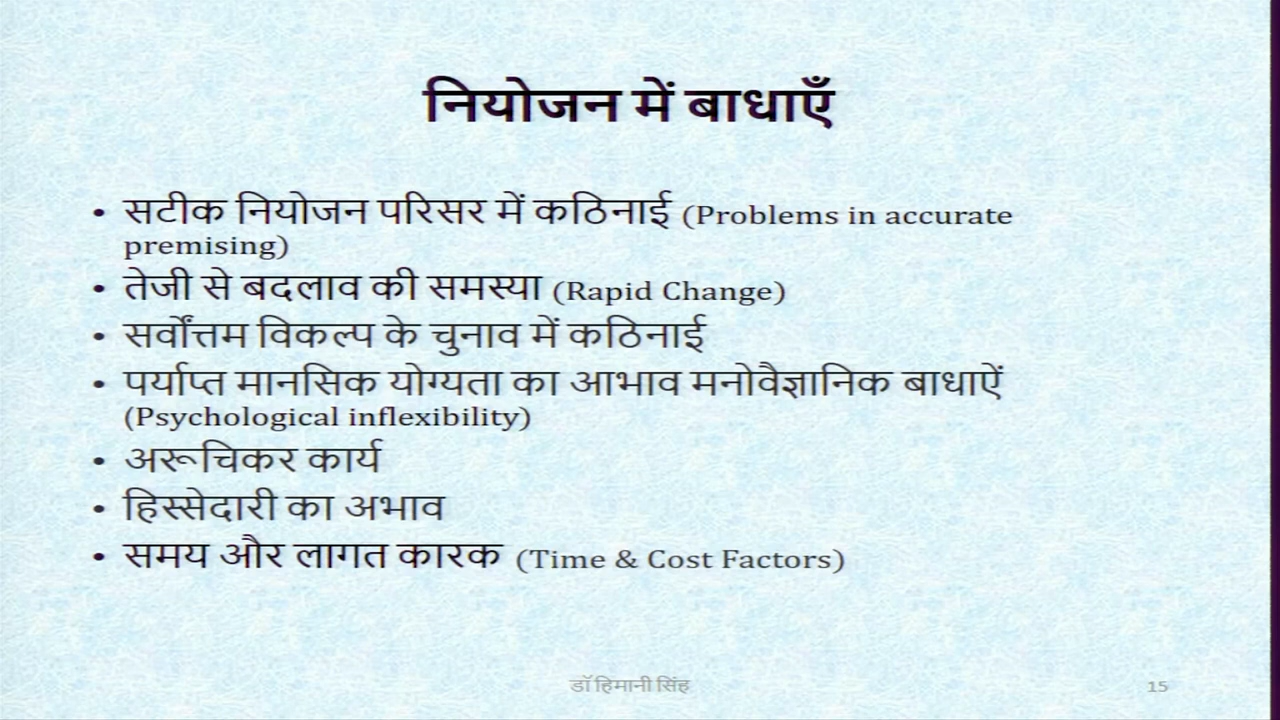 नियोजन में बाधाएँ
• सटीक नियोजन परिसर में कठिनाई (Problems in accurate
premising)
• तेजी से बदलाव की समस्या (Rapid Change)
• सर्वोंत्तम विकल्प के चुनाव में कठिनाई
• पर्याप्त मानसिक योग्यता का आभाव मनोवैज्ञानिक बाधाऐं
(Psychological inflexibility)
• अरूचिकर कार्य
• हिस्सेदारी का अभाव
• समय और लागत कारक (Time & Cost Factors)
डॉ हिमानी सिंह
15